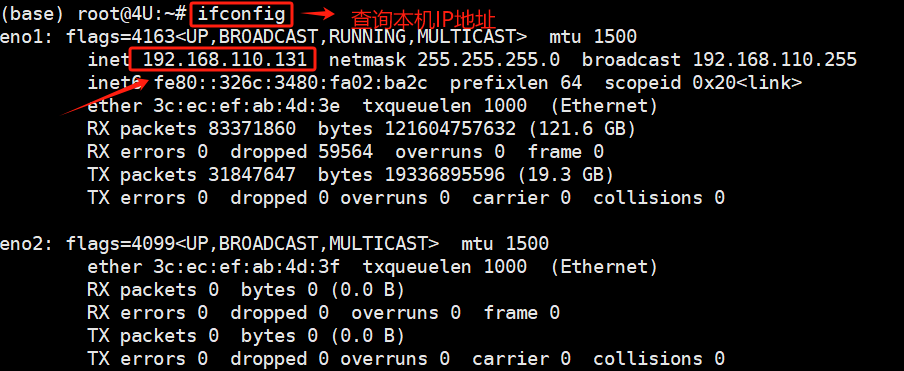 (base) root@4U:~# ifconfig 查询本机IP地址
eno1: flags=4163<UP,BROADCAST,RUNNING,MULTICAST>  mtu 1500
        inet 192.168.110.131  netmask 255.255.255.0  broadcast 192.168.110.255
        inet6 fe80::326c:3480:fa02:ba2c  prefixlen 64  scopeid 0x20<link>
        ether 3c:ec:ef:ab:4d:3e  txqueuelen 1000  (Ethernet)
        RX packets 83371860  bytes 121604757632 (121.6 GB)
        RX errors 0  dropped 59564  overruns 0  frame 0
        TX packets 31847647  bytes 19336895596 (19.3 GB)
        TX errors 0  dropped 0 overruns 0  carrier 0  collisions 0
eno2: flags=4099<UP,BROADCAST,MULTICAST>  mtu 1500
        ether 3c:ec:ef:ab:4d:3f  txqueuelen 1000  (Ethernet)
        RX packets 0  bytes 0 (0.0 B)
        RX errors 0  dropped 0  overruns 0  frame 0
        TX packets 0  bytes 0 (0.0 B)
        TX errors 0  dropped 0 overruns 0  carrier 0  collisions 0